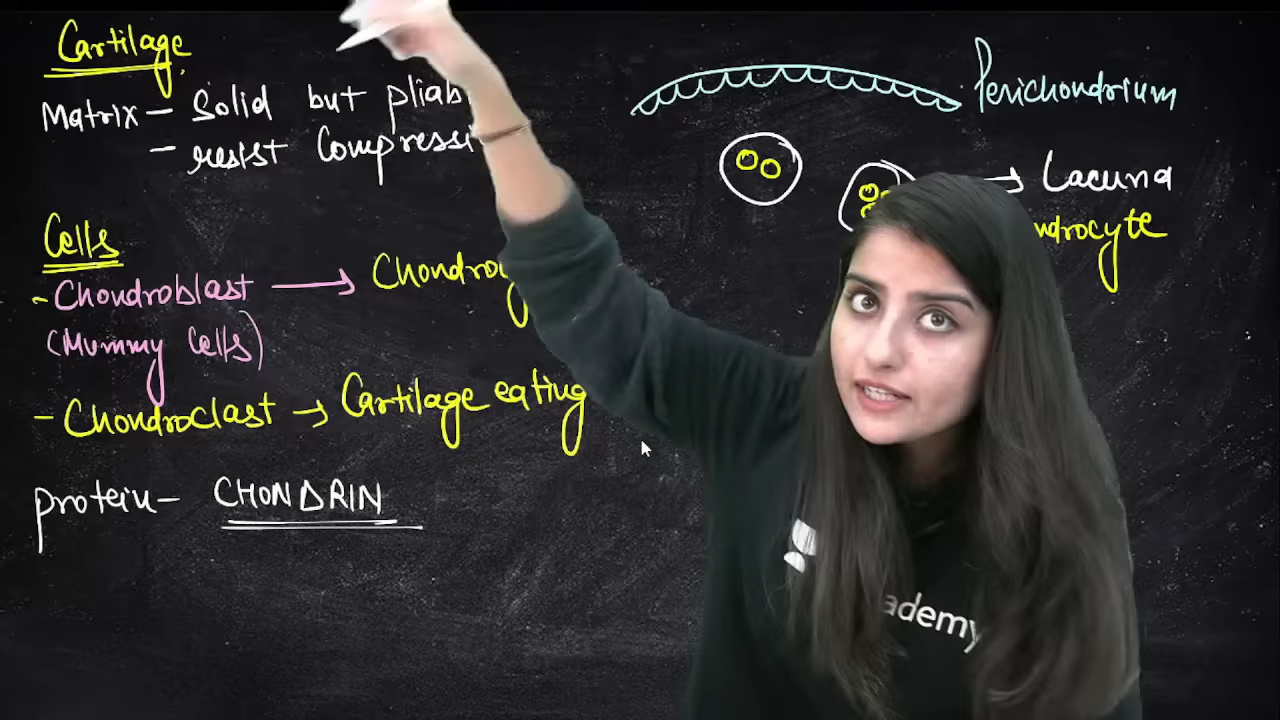 Cartilage
Matrix - Solid but pliab
- resist Compressi
Cells
- Chondroblast → Chondrocy
(Mummy Cells)
- Chondroclast → Cartilage eating
protein - CHONDRIN
Perichondrium
→ Lacuna
ndrocyte
ademy